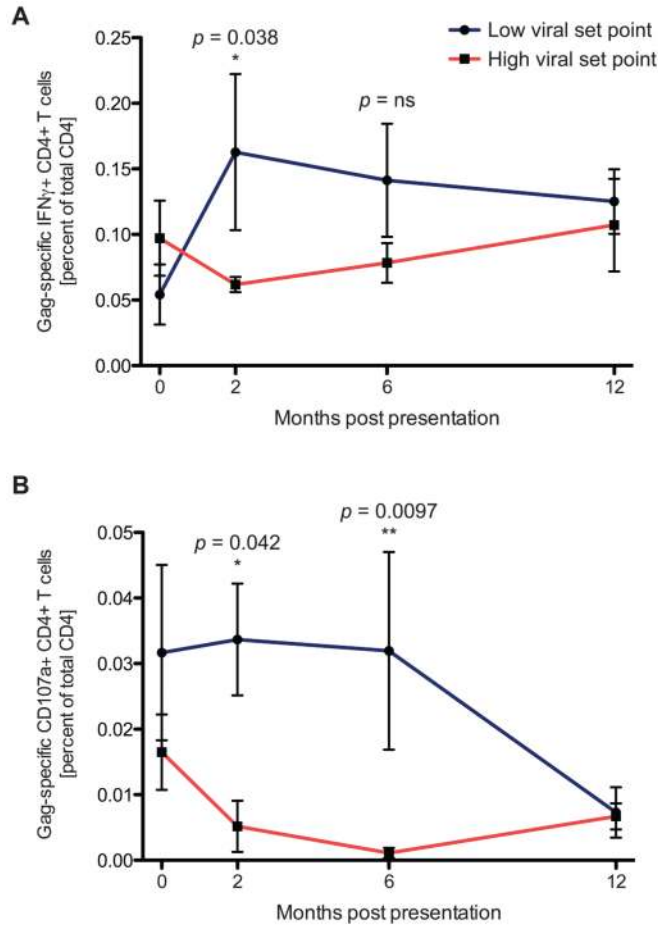 A
Low viral set point
High viral set point
p = 0.038
*
p = ns
Gag-specific IFNγ+ CD4+ T cells
[percent of total CD4]
0.25
0.20
0.15
0.10
0.05
0.00
0
2
6
12
Months post presentation
B
p = 0.0097
**
p = 0.042
*
Gag-specific CD107a+ CD4+ T cells
[percent of total CD4]
0.05
0.04
0.03
0.02
0.01
0.00
0
2
6
12
Months post presentation